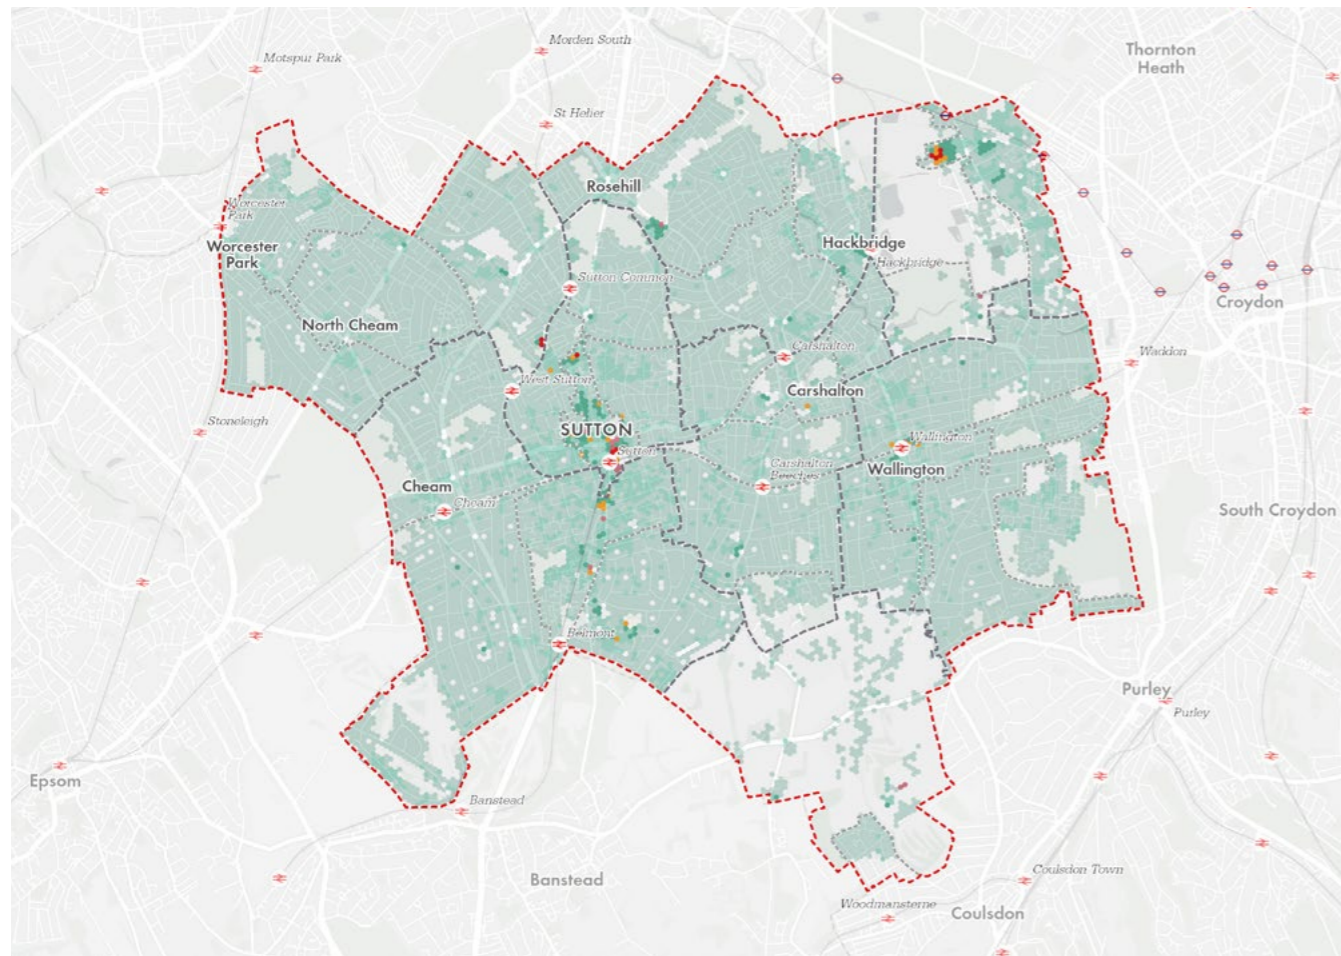 Morden South
Thornton
Heath
Motspur Park
St Helier
Rosehill
Worcester
Park
Worcester
Park
Hackbridge
Hackbridge
Sutton Common
Croydon
North Cheam
Carshalton
Waddon
West Sutton
Carshalton
Stoneleigh
SUTTON
Sutton
Wallington
Carshalton
Beeches
Wallington
Cheam
Cheam
South Croydon
Belmont
Purley
Purley
Epsom
Banstead
Banstead
Coulsdon Town
Woodmansterne
Coulsdon